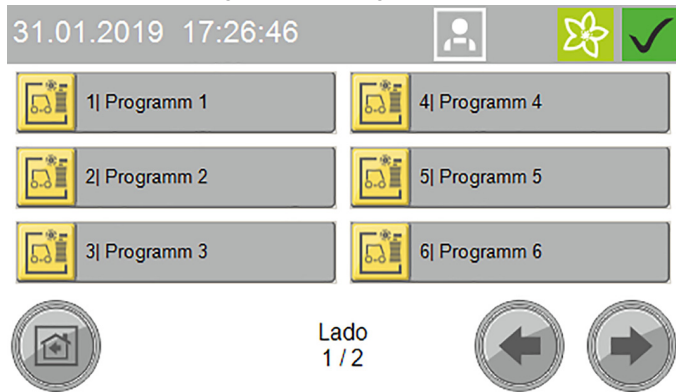 31.01.2019 17:26:46
1| Programm 1
4| Programm 4
2| Programm 2
5| Programm 5
3| Programm 3
6| Programm 6
Lado
1 / 2